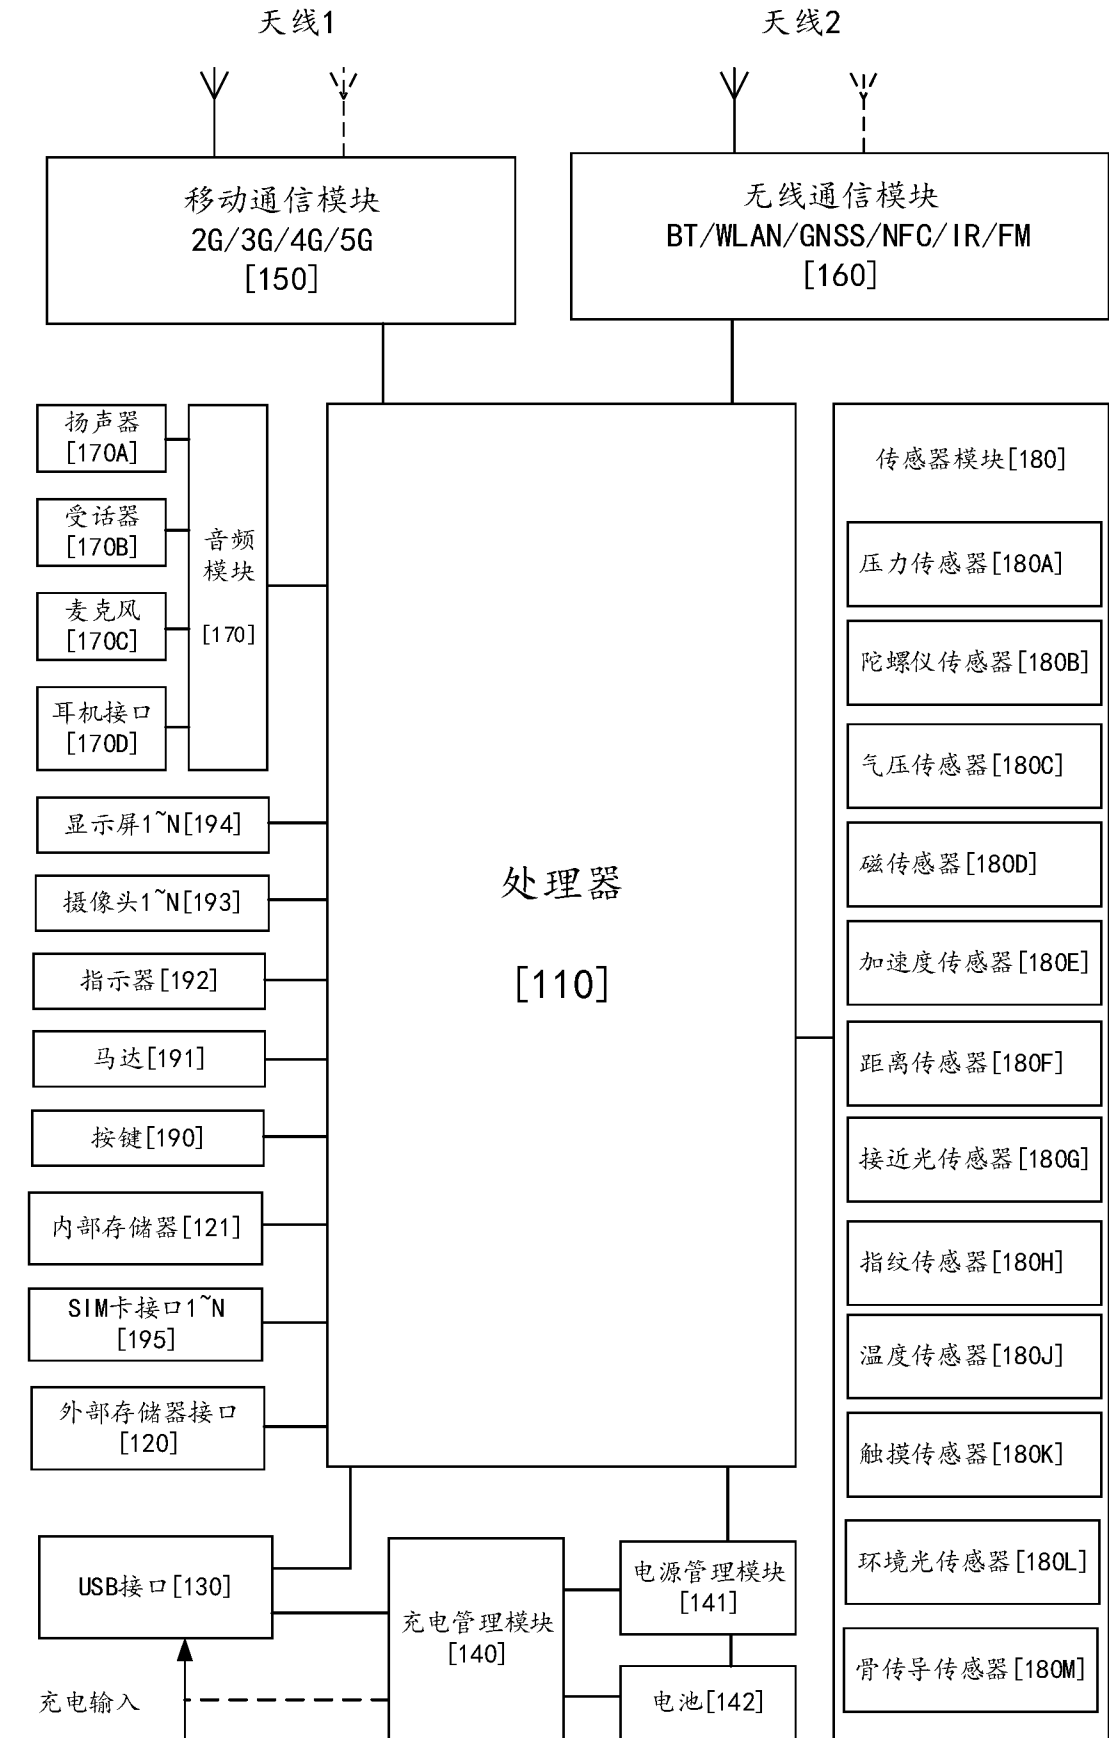 天线1
天线2
移动通信模块
2G/3G/4G/5G
[150]
无线通信模块
BT/WLAN/GNSS/NFC/IR/FM
[160]
扬声器
[170A]
受话器
[170B]
麦克风
[170C]
耳机接口
[170D]
音频
模块
[170]
显示屏1~N[194]
摄像头1~N[193]
指示器[192]
马达[191]
按键[190]
内部存储器[121]
SIM卡接口1~N
[195]
外部存储器接口
[120]
处理器
[110]
传感器模块[180]
压力传感器[180A]
陀螺仪传感器[180B]
气压传感器[180C]
磁传感器[180D]
加速度传感器[180E]
距离传感器[180F]
接近光传感器[180G]
指纹传感器[180H]
温度传感器[180J]
触摸传感器[180K]
环境光传感器[180L]
骨传导传感器[180M]
USB接口[130]
充电输入
充电管理模块
[140]
电源管理模块
[141]
电池[142]